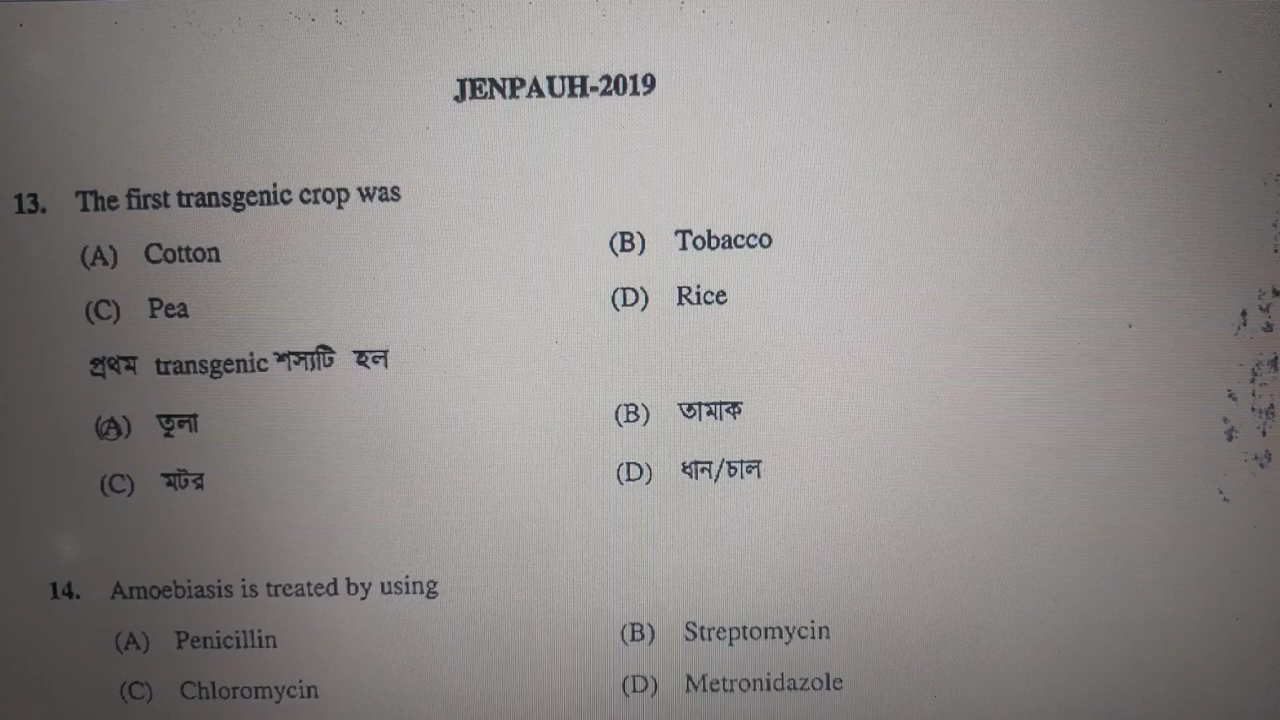 JENPAUH-2019
13. The first transgenic crop was
(A) Cotton (B) Tobacco
(C) Pea (D) Rice
প্রথম transgenic শস্যটি হল
(A) তূলা (B) তামাক
(C) মটর (D) ধান/চাল
14. Amoebiasis is treated by using
(A) Penicillin (B) Streptomycin
(C) Chloromycin (D) Metronidazole